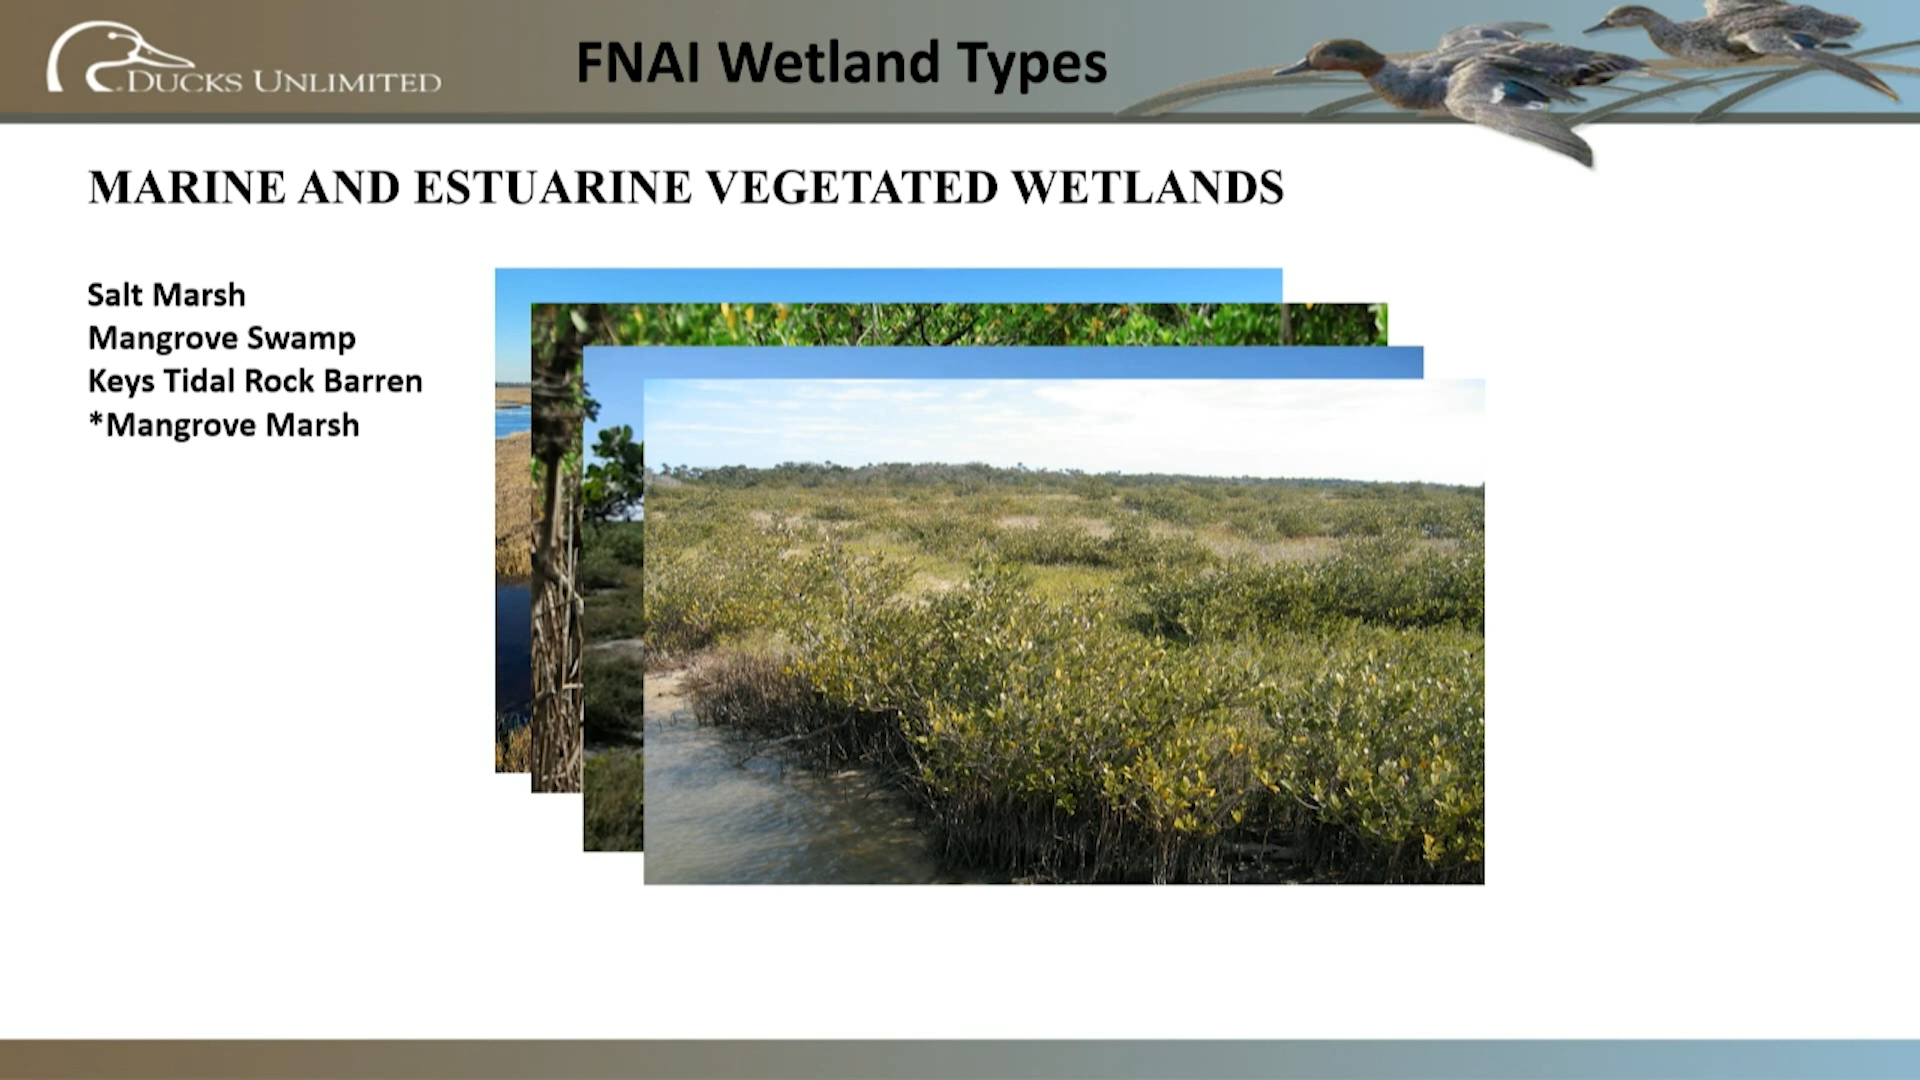 DUCKS UNLIMITED
FNAI Wetland Types
MARINE AND ESTUARINE VEGETATED WETLANDS
Salt Marsh
Mangrove Swamp
Keys Tidal Rock Barren
*Mangrove Marsh